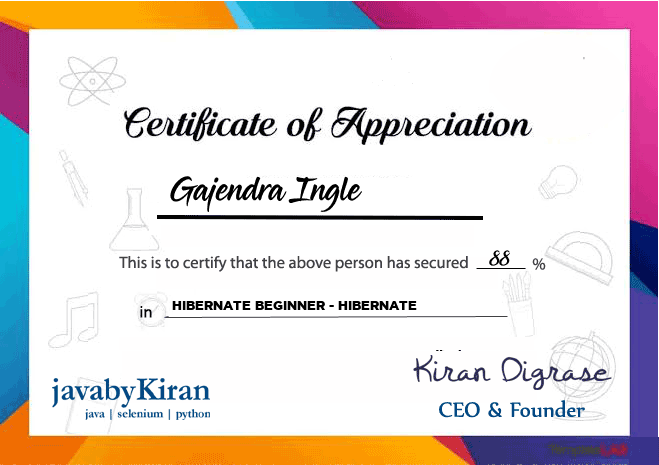 Certificate of Appreciation
Gajendra Ingle
This is to certify that the above person has secured 88 %
in HIBERNATE BEGINNER - HIBERNATE
Kiran Digrase
javabyKiran
java | selenium | python
CEO & Founder